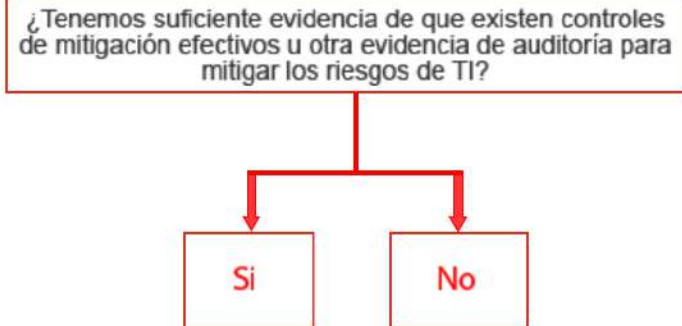 ¿Tenemos suficiente evidencia de que existen controles
de mitigación efectivos u otra evidencia de auditoría para
mitigar los riesgos de TI?
Si
No